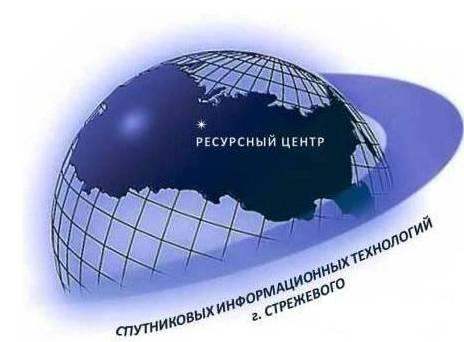 РЕСУРСНЫЙ ЦЕНТР
СПУТНИКОВЫХ ИНФОРМАЦИОННЫХ ТЕХНОЛОГИЙ
г. СТРЕЖЕВОГО